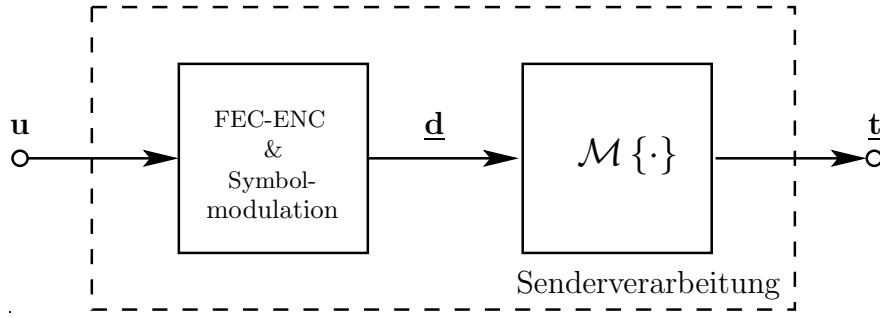 u
FEC-ENC
&
Symbol-
modulation
d
M {·}
t
Senderverarbeitung